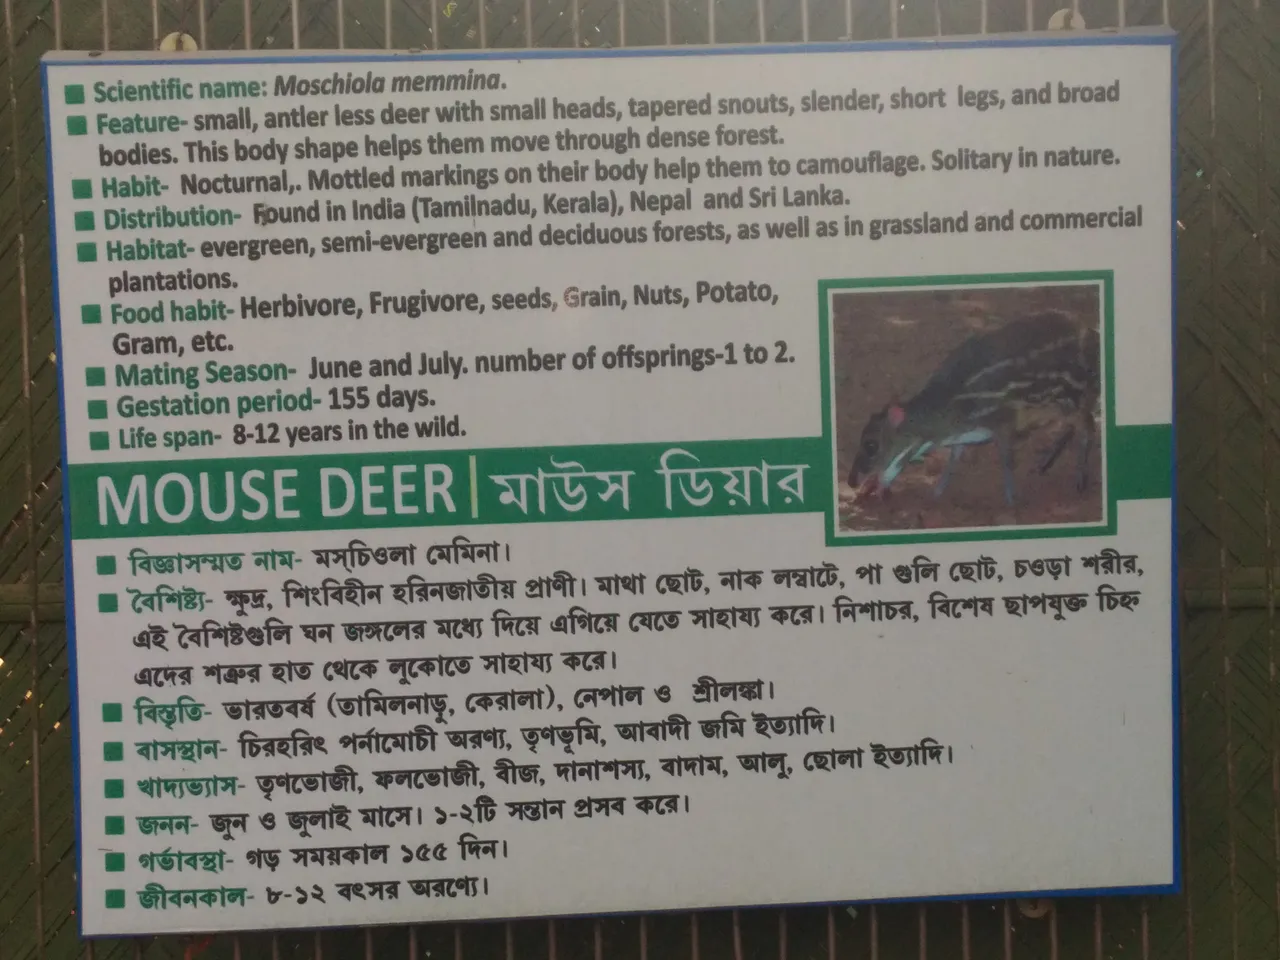 Scientific name: Moschiola memmina.
Feature- small, antler less deer with small heads, tapered snouts, slender, short legs, and broad
bodies. This body shape helps them move through dense forest.
Habit- Nocturnal,. Mottled markings on their body help them to camouflage. Solitary in nature.
Distribution- Found in India (Tamilnadu, Kerala), Nepal and Sri Lanka.
Habitat- evergreen, semi-evergreen and deciduous forests, as well as in grassland and commercial
plantations.
Food habit- Herbivore, Frugivore, seeds, Grain, Nuts, Potato,
Gram, etc.
Mating Season- June and July. number of offsprings-1 to 2.
Gestation period- 155 days.
Life span- 8-12 years in the wild.
MOUSE DEER | মাউস ডিয়ার
বিজ্ঞাসম্মত নাম- মস্‌চিওলা মেমিনা।
বৈশিষ্ট্য- ক্ষুদ্র, শিংবিহীন হরিনজাতীয় প্রাণী। মাথা ছোট, নাক লম্বাটে, পা গুলি ছোট, চওড়া শরীর,
এই বৈশিষ্টগুলি ঘন জঙ্গলের মধ্যে দিয়ে এগিয়ে যেতে সাহায্য করে। নিশাচর, বিশেষ ছাপযুক্ত চিহ্ন
এদের শত্রুর হাত থেকে লুকোতে সাহায্য করে।
বিস্তৃতি- ভারতবর্ষ (তামিলনাড়ু, কেরালা), নেপাল ও শ্রীলঙ্কা।
বাসস্থান- চিরহরিৎ পর্নামোচী অরণ্য, তৃণভূমি, আবাদী জমি ইত্যাদি।
খাদ্যভ্যাস- তৃণভোজী, ফলভোজী, বীজ, দানাশস্য, বাদাম, আলু, ছোলা ইত্যাদি।
জনন- জুন ও জুলাই মাসে। ১-২টি সন্তান প্রসব করে।
গর্ভাবস্থা- গড় সময়কাল ১৫৫ দিন।
জীবনকাল- ৮-১২ বৎসর অরণ্যে।